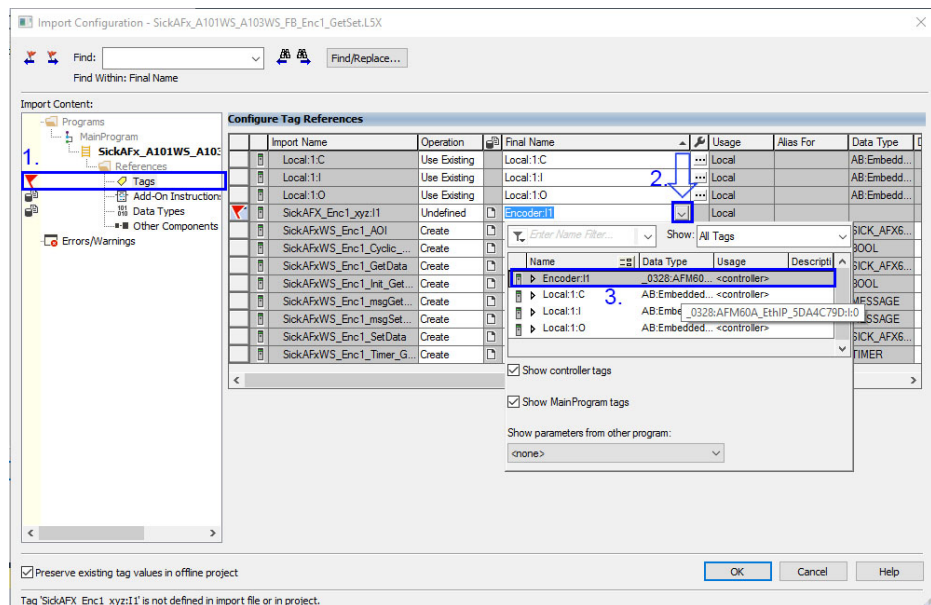 Import Configuration - SickAFx_A101WS_A103WS_FB_Enc1_GetSet.L5X
Find:
Find/Replace...
Find Within: Final Name
Import Content:
Programs
MainProgram
SickAFx_A101WS_A103
References
Tags
Add-On Instructions
Data Types
Other Components
Errors/Warnings
1.
Configure Tag References
Import Name Operation Final Name Usage Alias For Data Type D
Local:1:C Use Existing Local:1:C ... Local AB:Embedd...
Local:1:I Use Existing Local:1:I ... Local AB:Embedd...
Local:1:O Use Existing Local:1:O ... Local AB:Embedd...
2.
SickAFX_Enc1_xyz:I1 Undefined Encoder:I1 Local
SickAFxWS_Enc1_AOI Create SICK_AFX6...
SickAFxWS_Enc1_Cyclic_... Create BOOL
SickAFxWS_Enc1_GetData Create SICK_AFX6...
SickAFxWS_Enc1_Init_Get... Create BOOL
SickAFxWS_Enc1_msgGet... Create MESSAGE
SickAFxWS_Enc1_msgSet... Create MESSAGE
SickAFxWS_Enc1_SetData Create SICK_AFX6...
SickAFxWS_Enc1_Timer_G... Create TIMER
Enter Name Filter... Show: All Tags
Name Data Type Usage Descripti
Encoder:I1 _0328:AFM60... <controller>
3.
Local:1:C AB:Embedded... <controller>
Local:1:I AB:Embe
_0328:AFM60A_EthIP_5DA4C79D:I:0
Local:1:O AB:Embedded... <controller>
Show controller tags
Show MainProgram tags
Show parameters from other program:
<none>
Preserve existing tag values in offline project
OK Cancel Help
Tag 'SickAFX_Enc1_xyz:I1' is not defined in import file or in project.